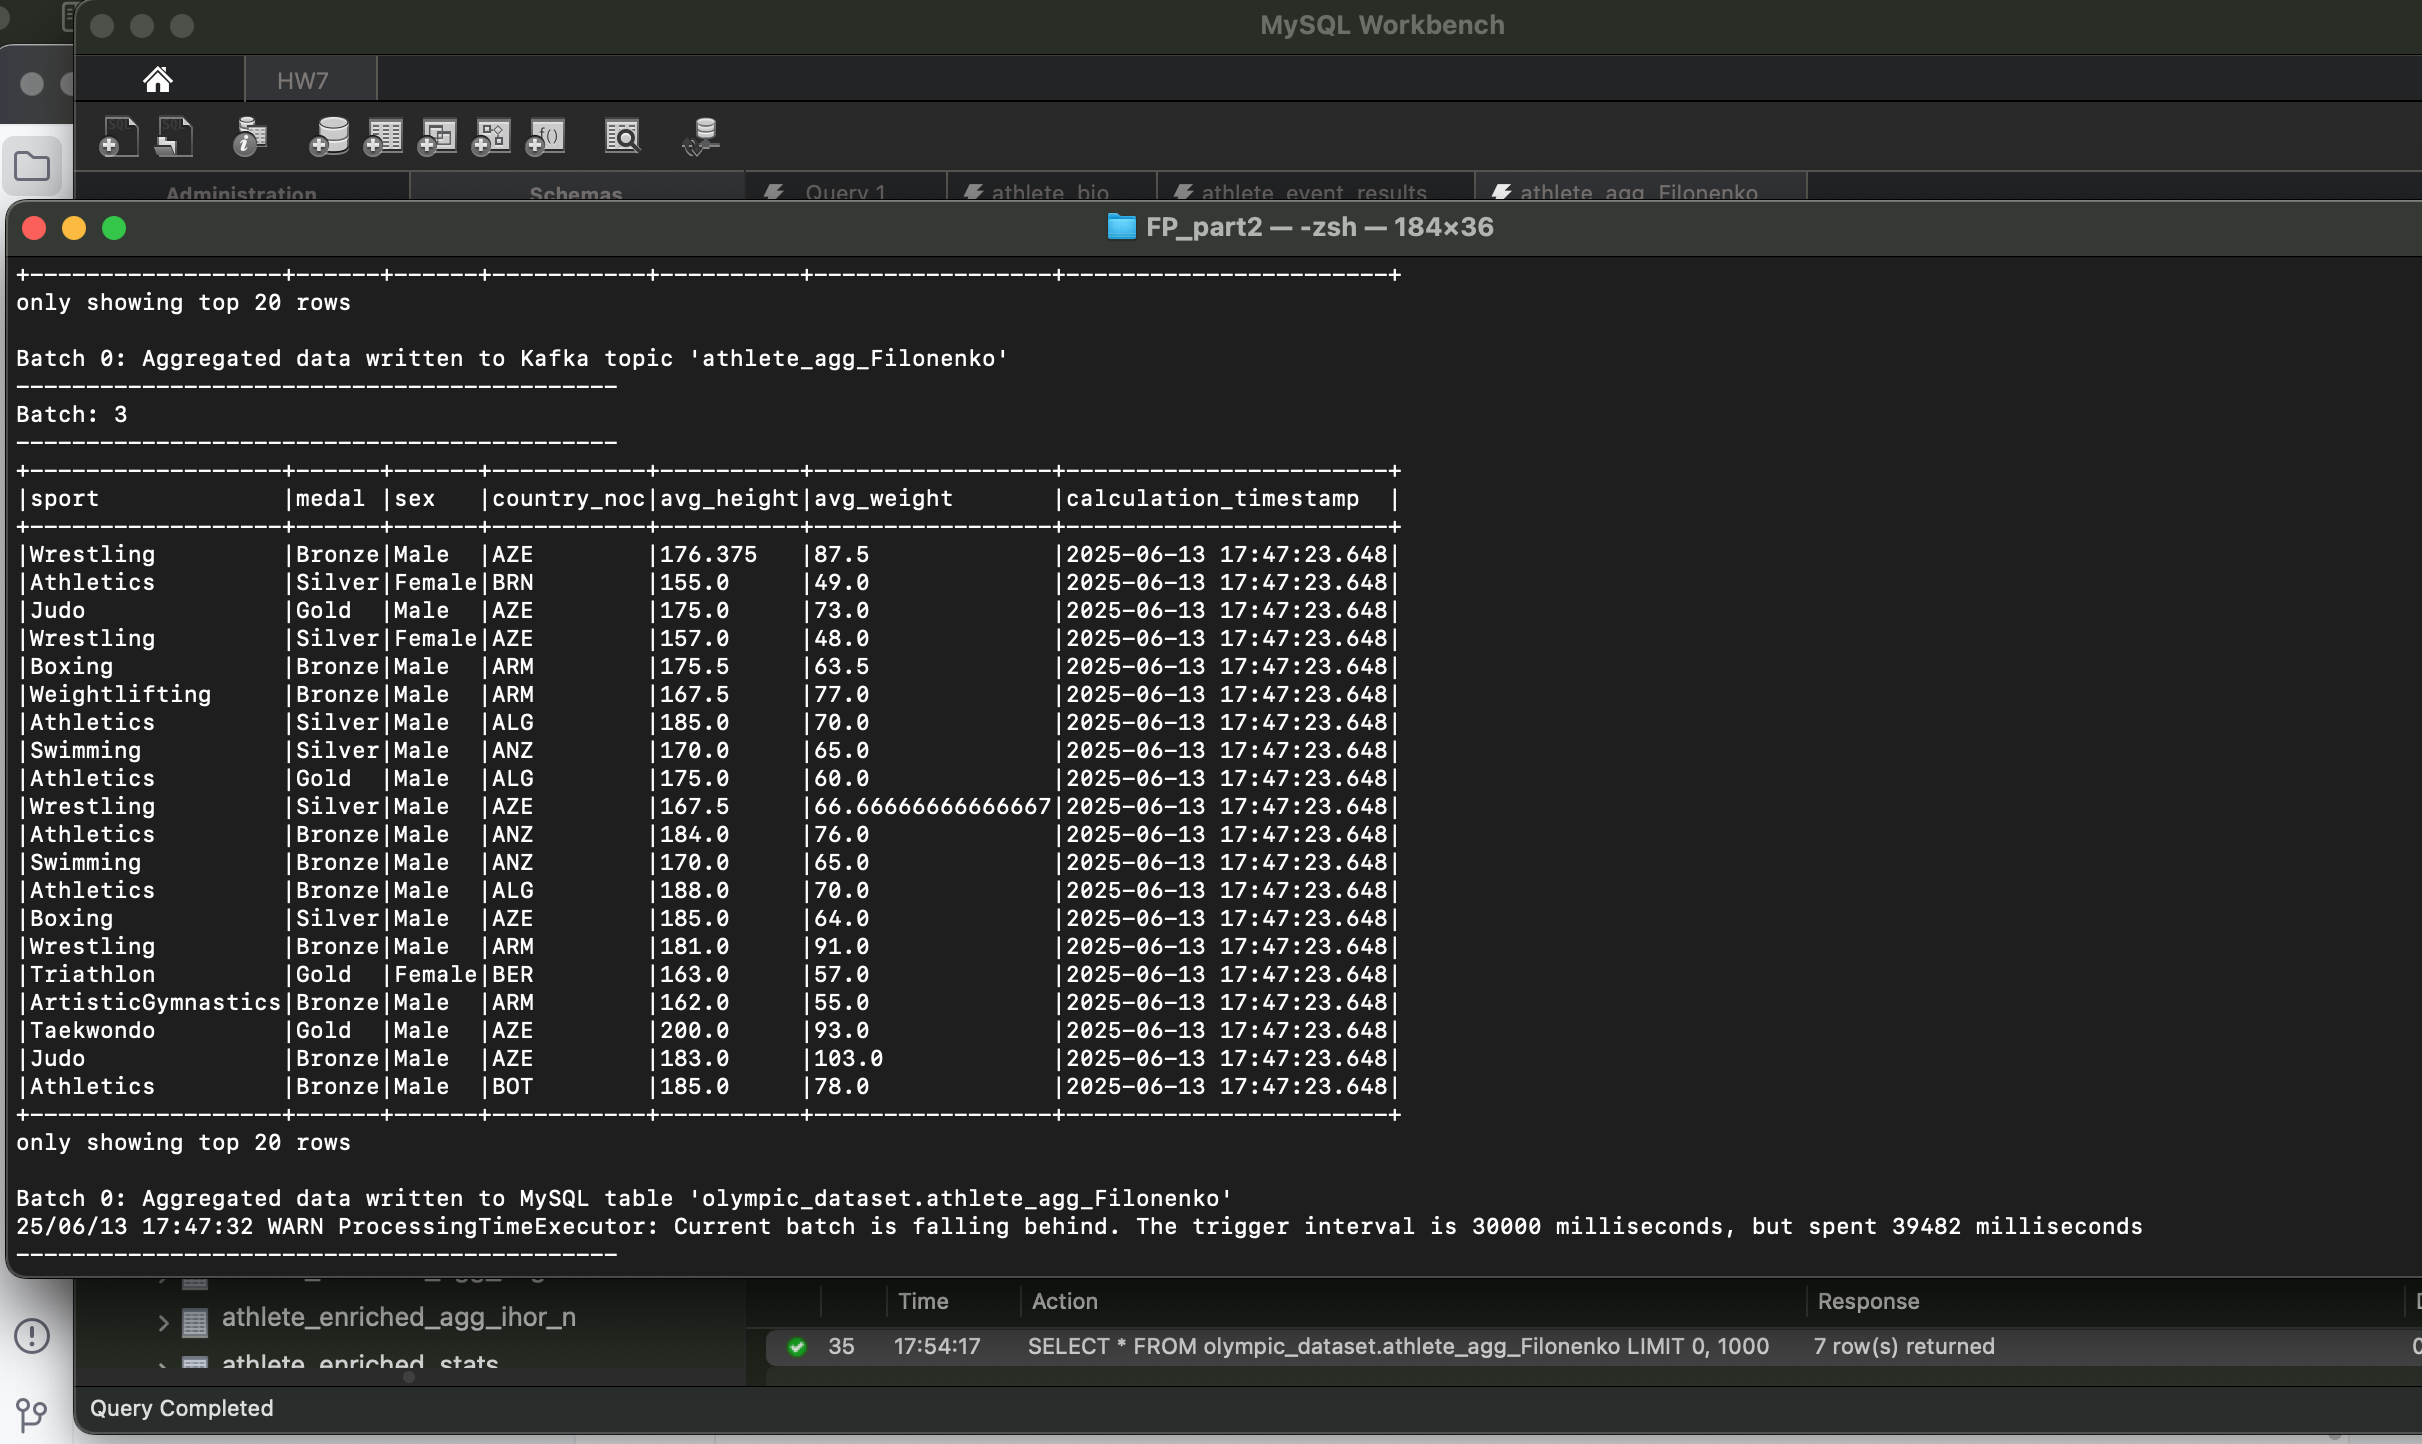 MySQL Workbench
HW7
Administration
Schemas
Query 1
athlete_bio
athlete_event_results
athlete_agg_Filonenko
FP_part2 — -zsh — 184×36
+------------------+------+------+-----------+----------+-----------------+-----------------------+
only showing top 20 rows
Batch 0: Aggregated data written to Kafka topic 'athlete_agg_Filonenko'
-------------------------------------------
Batch: 3
-------------------------------------------
+------------------+------+------+-----------+----------+-----------------+-----------------------+
|sport             |medal |sex   |country_noc|avg_height|avg_weight       |calculation_timestamp  |
+------------------+------+------+-----------+----------+-----------------+-----------------------+
|Wrestling         |Bronze|Male  |AZE        |176.375   |87.5             |2025-06-13 17:47:23.648|
|Athletics         |Silver|Female|BRN        |155.0     |49.0             |2025-06-13 17:47:23.648|
|Judo              |Gold  |Male  |AZE        |175.0     |73.0             |2025-06-13 17:47:23.648|
|Wrestling         |Silver|Female|AZE        |157.0     |48.0             |2025-06-13 17:47:23.648|
|Boxing            |Bronze|Male  |ARM        |175.5     |63.5             |2025-06-13 17:47:23.648|
|Weightlifting     |Bronze|Male  |ARM        |167.5     |77.0             |2025-06-13 17:47:23.648|
|Athletics         |Silver|Male  |ALG        |185.0     |70.0             |2025-06-13 17:47:23.648|
|Swimming          |Silver|Male  |ANZ        |170.0     |65.0             |2025-06-13 17:47:23.648|
|Athletics         |Gold  |Male  |ALG        |175.0     |60.0             |2025-06-13 17:47:23.648|
|Wrestling         |Silver|Male  |AZE        |167.5     |66.66666666666667|2025-06-13 17:47:23.648|
|Athletics         |Bronze|Male  |ANZ        |184.0     |76.0             |2025-06-13 17:47:23.648|
|Swimming          |Bronze|Male  |ANZ        |170.0     |65.0             |2025-06-13 17:47:23.648|
|Athletics         |Bronze|Male  |ALG        |188.0     |70.0             |2025-06-13 17:47:23.648|
|Boxing            |Silver|Male  |AZE        |185.0     |64.0             |2025-06-13 17:47:23.648|
|Wrestling         |Bronze|Male  |ARM        |181.0     |91.0             |2025-06-13 17:47:23.648|
|Triathlon         |Gold  |Female|BER        |163.0     |57.0             |2025-06-13 17:47:23.648|
|ArtisticGymnastics|Bronze|Male  |ARM        |162.0     |55.0             |2025-06-13 17:47:23.648|
|Taekwondo         |Gold  |Male  |AZE        |200.0     |93.0             |2025-06-13 17:47:23.648|
|Judo              |Bronze|Male  |AZE        |183.0     |103.0            |2025-06-13 17:47:23.648|
|Athletics         |Bronze|Male  |BOT        |185.0     |78.0             |2025-06-13 17:47:23.648|
+------------------+------+------+-----------+----------+-----------------+-----------------------+
only showing top 20 rows
Batch 0: Aggregated data written to MySQL table 'olympic_dataset.athlete_agg_Filonenko'
25/06/13 17:47:32 WARN ProcessingTimeExecutor: Current batch is falling behind. The trigger interval is 30000 milliseconds, but spent 39482 milliseconds
-------------------------------------------
Time Action Response
athlete_enriched_agg_ihor_n
35 17:54:17 SELECT * FROM olympic_dataset.athlete_agg_Filonenko LIMIT 0, 1000 7 row(s) returned
athlete_enriched_stats
Query Completed